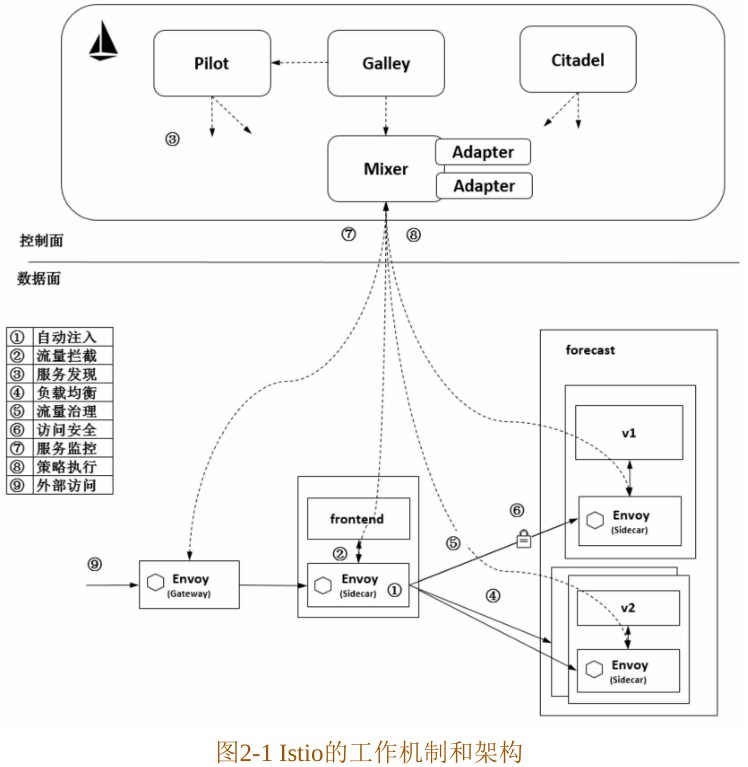 Pilot
Galley
Citadel
③
Mixer
Adapter
Adapter
控制面
⑦
⑧
数据面
① 自动注入
② 流量拦截
③ 服务发现
④ 负载均衡
⑤ 流量治理
⑥ 访问安全
⑦ 服务监控
⑧ 策略执行
⑨ 外部访问
forecast
v1
Envoy
(Sidecar)
⑥
frontend
②
⑤
⑨
Envoy
(Gateway)
Envoy
(Sidecar)
①
④
v2
Envoy
(Sidecar)
图2-1 Istio的工作机制和架构